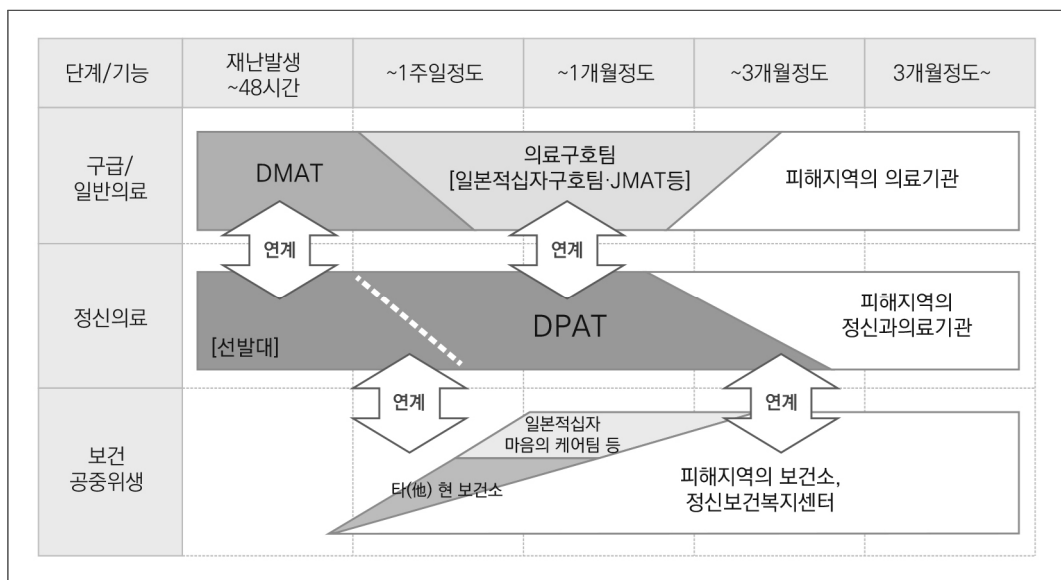 단계/기능
재난발생
~48시간
~1주일정도
~1개월정도
~3개월정도
3개월정도~
구급/
일반의료
DMAT
의료구호팀
[일본적십자구호팀·JMAT등]
피해지역의 의료기관
연계
연계
정신의료
[선발대]
DPAT
피해지역의
정신과의료기관
연계
연계
보건
공중위생
일본적십자
마음의 케어팀 등
타(他) 현 보건소
피해지역의 보건소,
정신보건복지센터